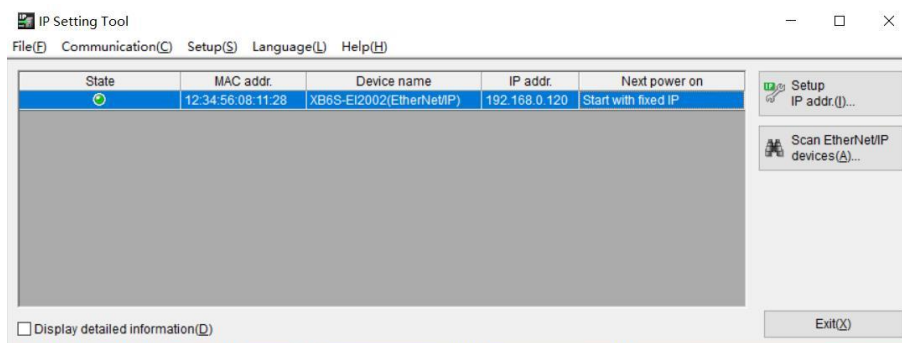 IP Setting Tool
File(F) Communication(C) Setup(S) Language(L) Help(H)
State MAC addr. Device name IP addr. Next power on
12:34:56:08:11:28 XB6S-EI2002(EtherNet/IP) 192.168.0.120 Start with fixed IP
Setup
IP addr.(I)...
Scan EtherNet/IP
devices(A)...
Display detailed information(D)
Exit(X)